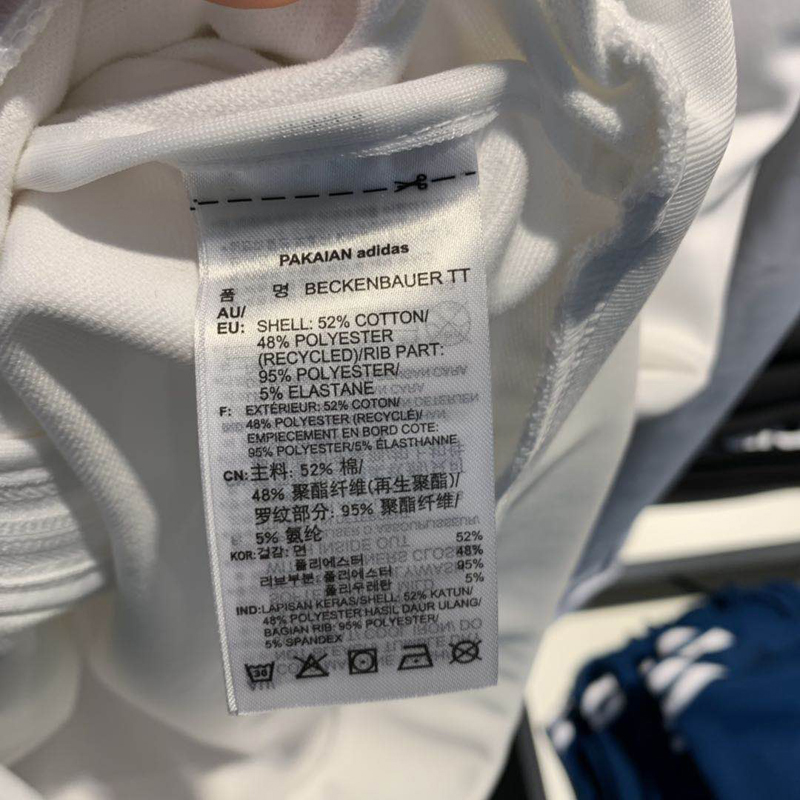 PAKAIAN adidas
품 명 BECKENBAUER TT
AU/
EU: SHELL: 52% COTTON/
48% POLYESTER
(RECYCLED)/RIB PART:
95% POLYESTER/
5% ELASTANE
F: EXTÉRIEUR: 52% COTON/
48% POLYESTER (RECYCLÉ)/
EMPIECEMENT EN BORD COTE:
95% POLYESTER/5% ÉLASTHANNE
CN: 主料: 52% 棉/
48% 聚酯纤维(再生聚酯)/
罗纹部分: 95% 聚酯纤维/
5% 氨纶
KOR: 겉감: 면 52%
폴리에스터 48%
리브부분: 폴리에스터 95%
폴리우레탄 5%
IND: LAPISAN KERAS/SHELL: 52% KATUN/
48% POLYESTER HASIL DAUR ULANG/
BAGIAN RIB: 95% POLYESTER/
5% SPANDEX
30